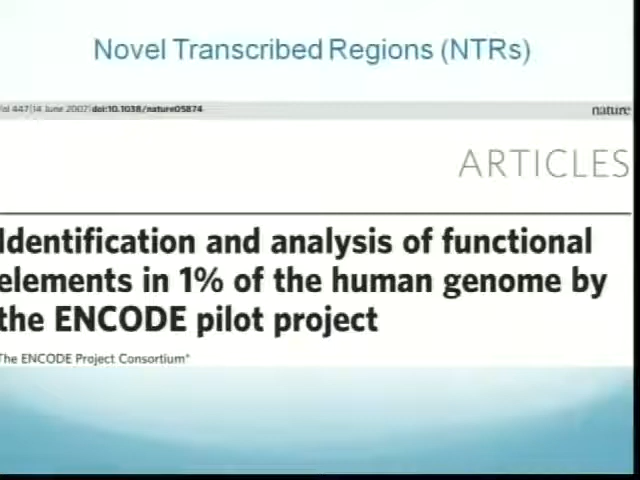 Novel Transcribed Regions (NTRs)
Vol 447|14 June 2007|doi:10.1038/nature05874 nature
ARTICLES
Identification and analysis of functional
elements in 1% of the human genome by
the ENCODE pilot project
The ENCODE Project Consortium*